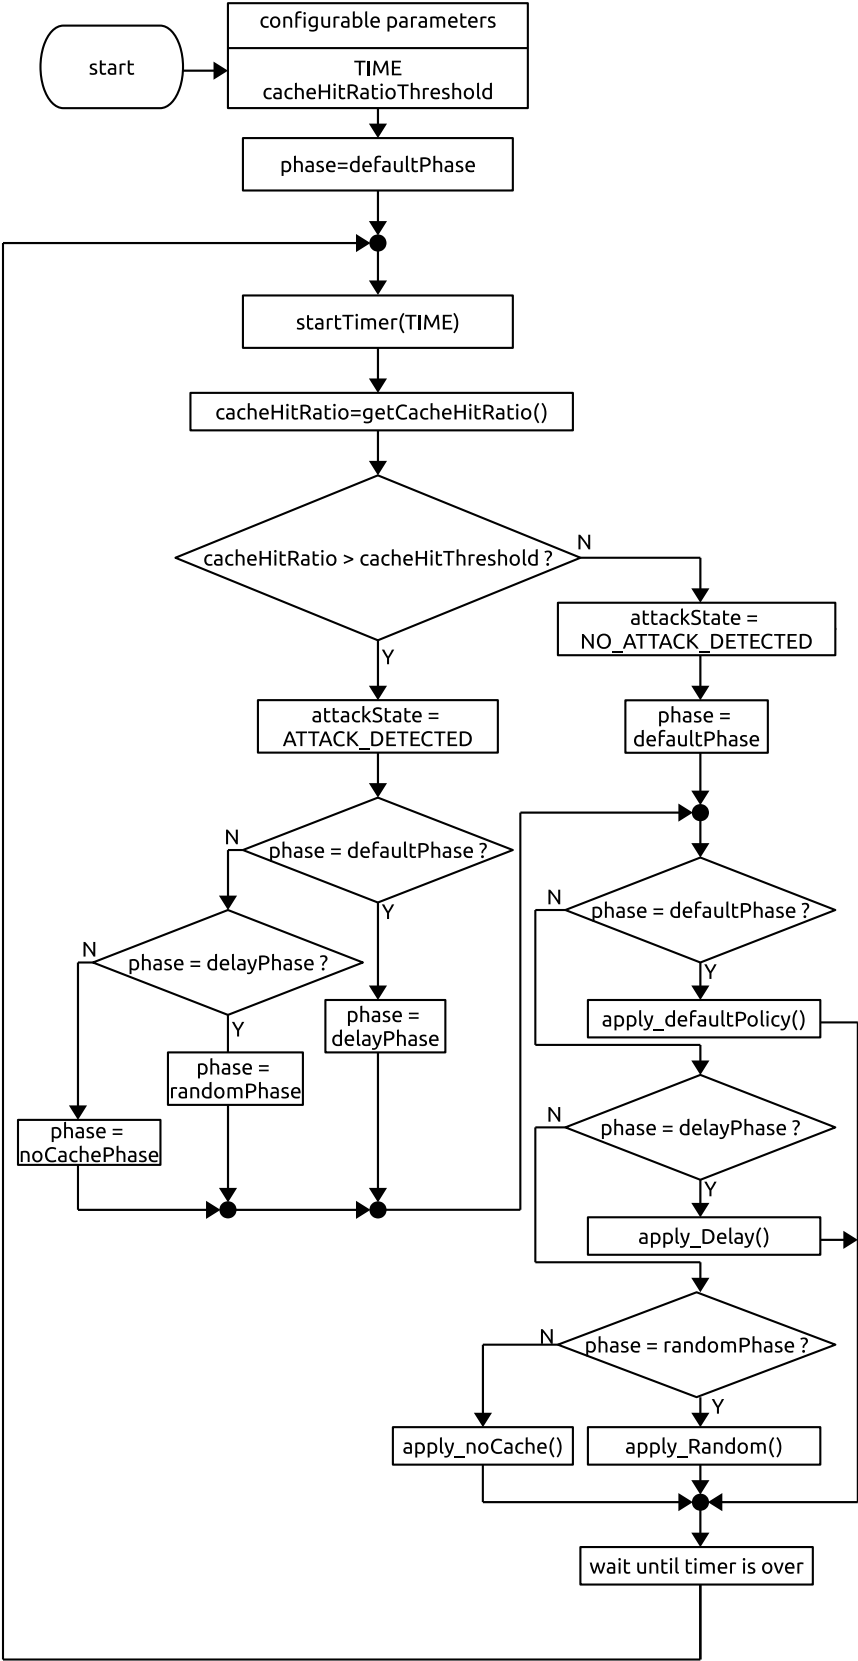 configurable parameters
start
TIME
cacheHitRatioThreshold
phase=defaultPhase
startTimer(TIME)
cacheHitRatio=getCacheHitRatio()
cacheHitRatio > cacheHitThreshold ?
N
Y
attackState =
NO_ATTACK_DETECTED
attackState =
ATTACK_DETECTED
phase =
defaultPhase
phase = defaultPhase ?
N
Y
phase = delayPhase ?
N
Y
phase =
delayPhase
phase =
randomPhase
phase =
noCachePhase
phase = defaultPhase ?
N
Y
apply_defaultPolicy()
phase = delayPhase ?
N
Y
apply_Delay()
phase = randomPhase ?
N
Y
apply_noCache()
apply_Random()
wait until timer is over